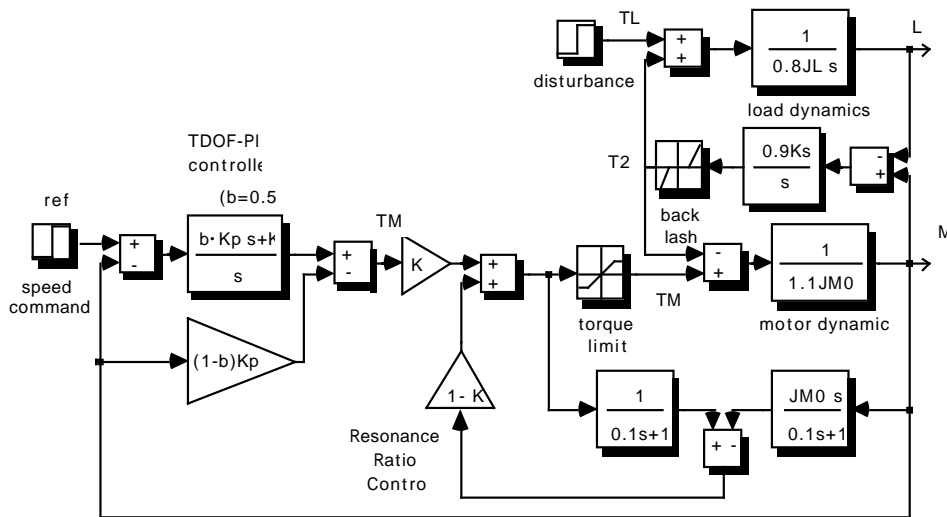 TL
L
+
+
1
0.8JL s
disturbance
load dynamics
TDOF-PI
controlle
(b=0.5
T2
0.9Ks
s
-
+
ref
back
lash
M
+
-
b· Kp s+k
s
TM
+
-
K
+
+
-
+
1
1.1JM0
speed
command
TM
torque
limit
motor dynamic
(1-b)Kp
1- K
1
0.1s+1
JM0 s
0.1s+1
+ -
Resonance
Ratio
Contro